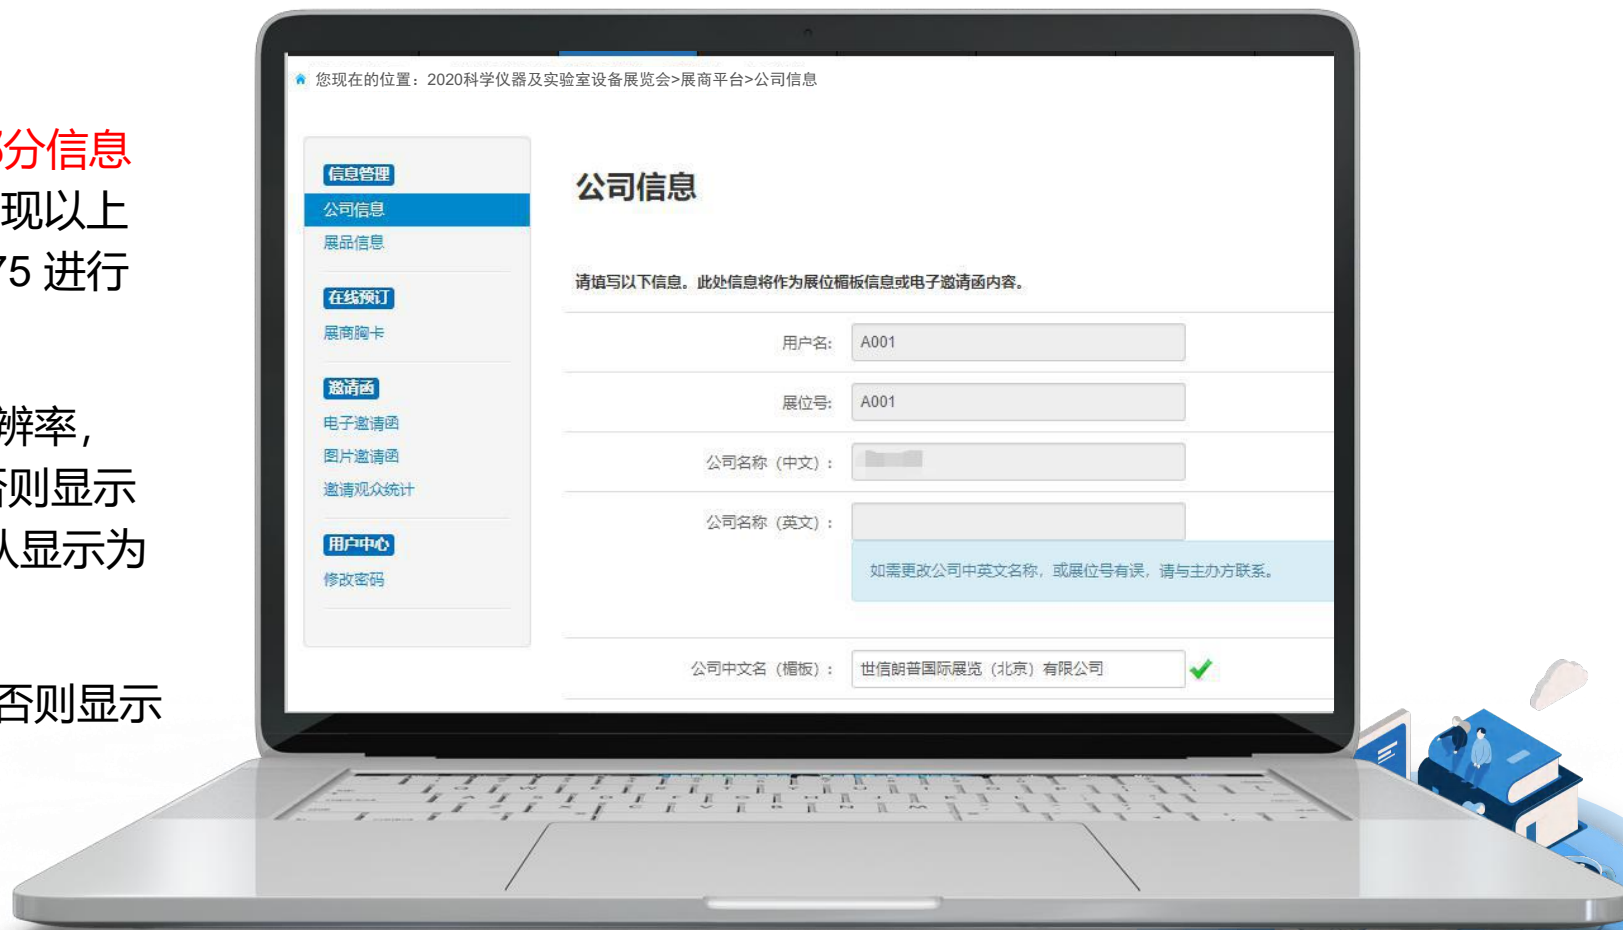 分信息
现以上
75 进行
辨率，
否则显示
认显示为
否则显示
您现在的位置：2020科学仪器及实验室设备展览会>展商平台>公司信息
信息管理
公司信息
展品信息
在线预订
展商胸卡
邀请函
电子邀请函
图片邀请函
邀请观众统计
用户中心
修改密码
公司信息
请填写以下信息。此处信息将作为展位楣板信息或电子邀请函内容。
用户名: A001
展位号: A001
公司名称（中文）:
公司名称（英文）:
如需更改公司中英文名称，或展位号有误，请与主办方联系。
公司中文名（楣板）: 世信朗普国际展览（北京）有限公司